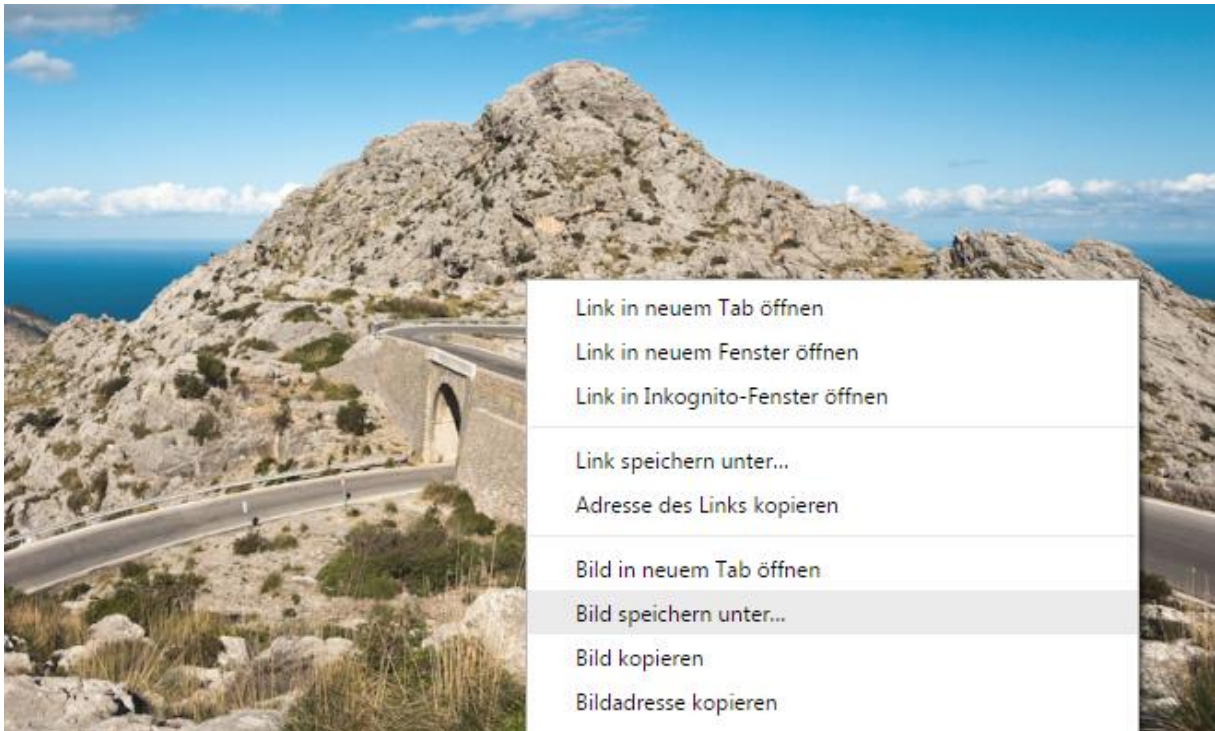 Link in neuem Tab öffnen
Link in neuem Fenster öffnen
Link in Inkognito-Fenster öffnen
Link speichern unter...
Adresse des Links kopieren
Bild in neuem Tab öffnen
Bild speichern unter...
Bild kopieren
Bildadresse kopieren